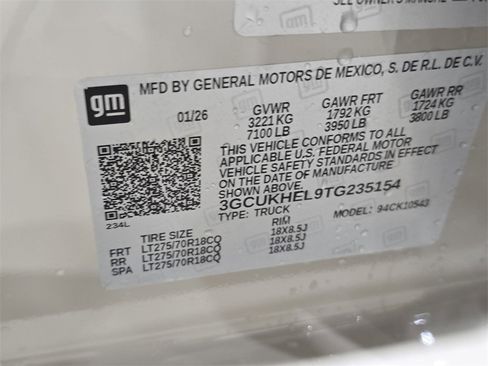 SEE OWNER'S MANUAL
gm
MFD BY GENERAL MOTORS DE MEXICO, S. DE R.L. DE C.V.
01/26 GVWR GAWR FRT GAWR RR
3221 KG 1792 KG 1724 KG
7100 LB 3950 LB 3800 LB
THIS VEHICLE CONFORMS TO ALL
APPLICABLE U.S. FEDERAL MOTOR
VEHICLE SAFETY STANDARDS IN EFFECT
ON THE DATE OF MANUFACTURE
SHOWN ABOVE.
3GCUKHEL9TG235154
TYPE: TRUCK MODEL: 94CK10543
234L
TIRE SIZE RIM
FRT LT275/70R18CQ 18X8.5J
RR LT275/70R18CQ 18X8.5J
SPA LT275/70R18CQ 18X8.5J